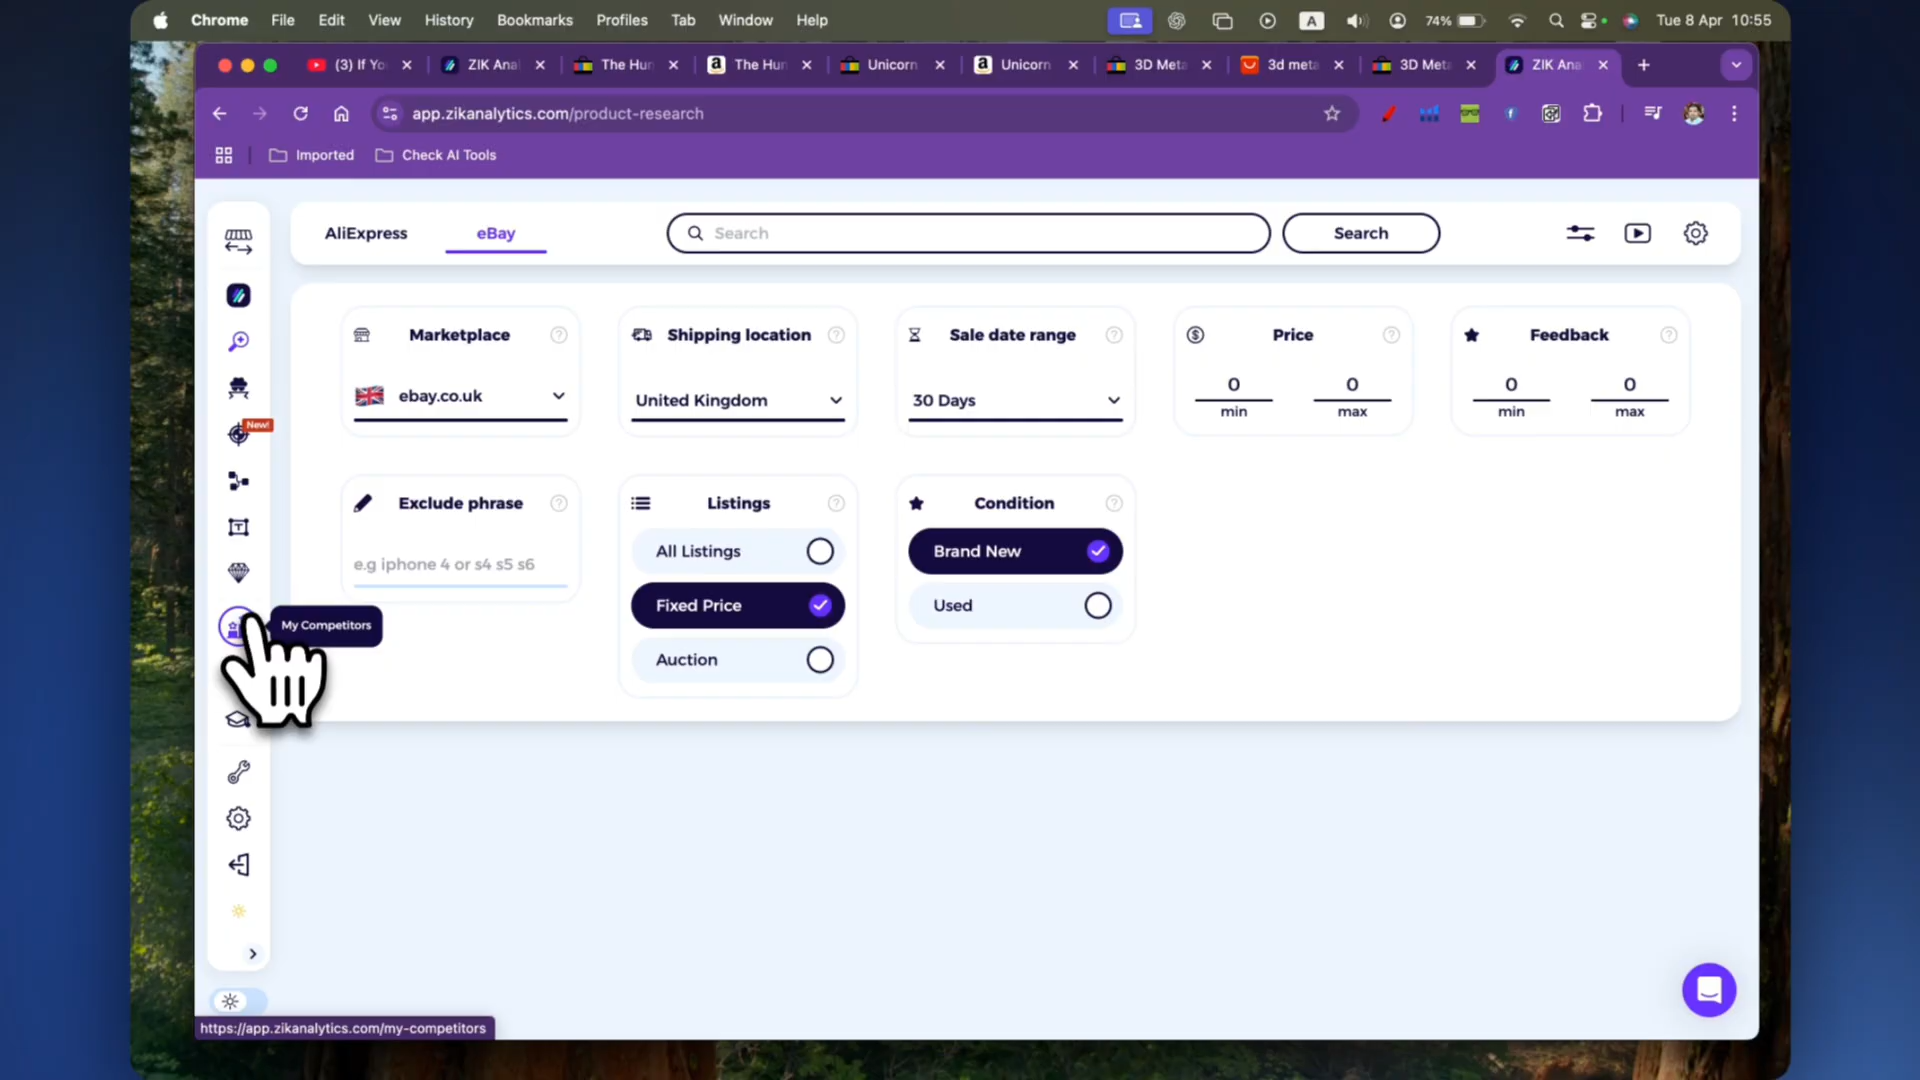 Chrome File Edit View History Bookmarks Profiles Tab Window Help
A 74% Tue 8 Apr 10:55
(3) If Yo ZIK Anal The Hun The Hun Unicorn Unicorn 3D Meta 3d meta 3D Meta ZIK Ana
app.zikanalytics.com/product-research
Imported Check AI Tools
AliExpress eBay Search Search
Marketplace Shipping location Sale date range Price Feedback
ebay.co.uk United Kingdom 30 Days 0 0 0 0
min max min max
New!
Exclude phrase Listings Condition
e.g iphone 4 or s4 s5 s6
All Listings Brand New
Fixed Price Used
Auction
My Competitors
https://app.zikanalytics.com/my-competitors